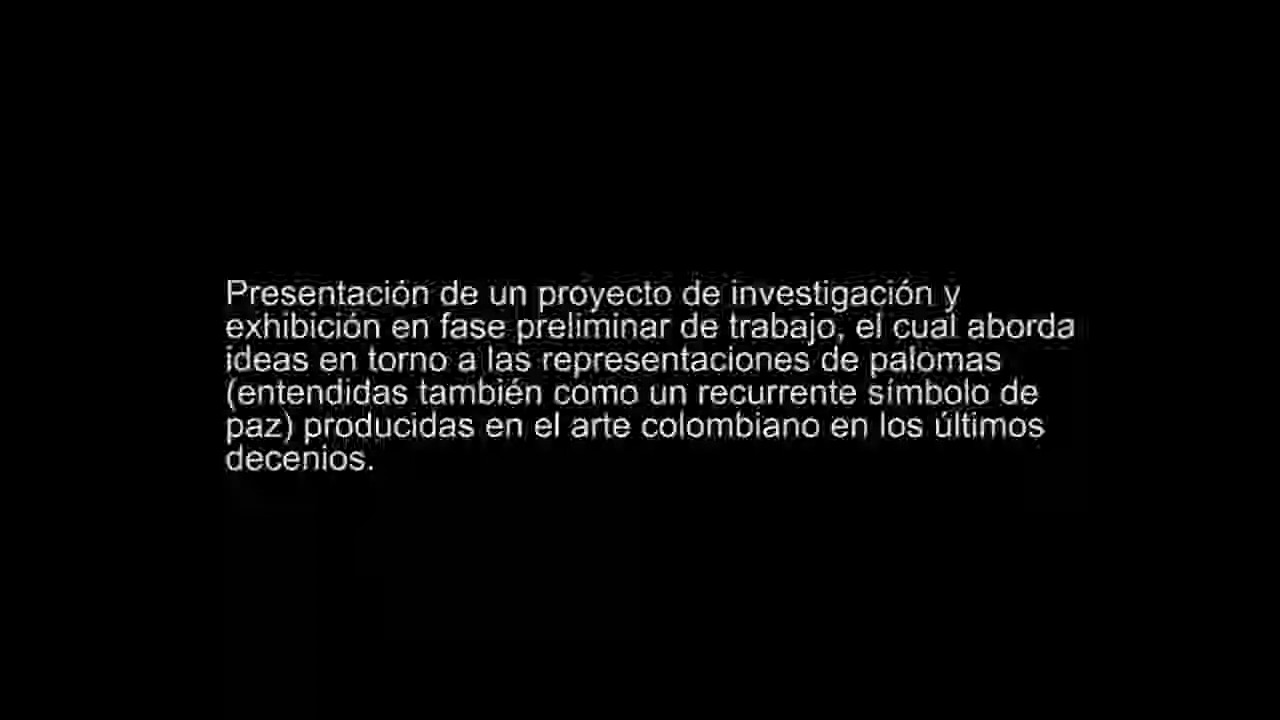 Presentación de un proyecto de investigación y
exhibición en fase preliminar de trabajo, el cual aborda
ideas en torno a las representaciones de palomas
(entendidas también como un recurrente símbolo de
paz) producidas en el arte colombiano en los últimos
decenios.